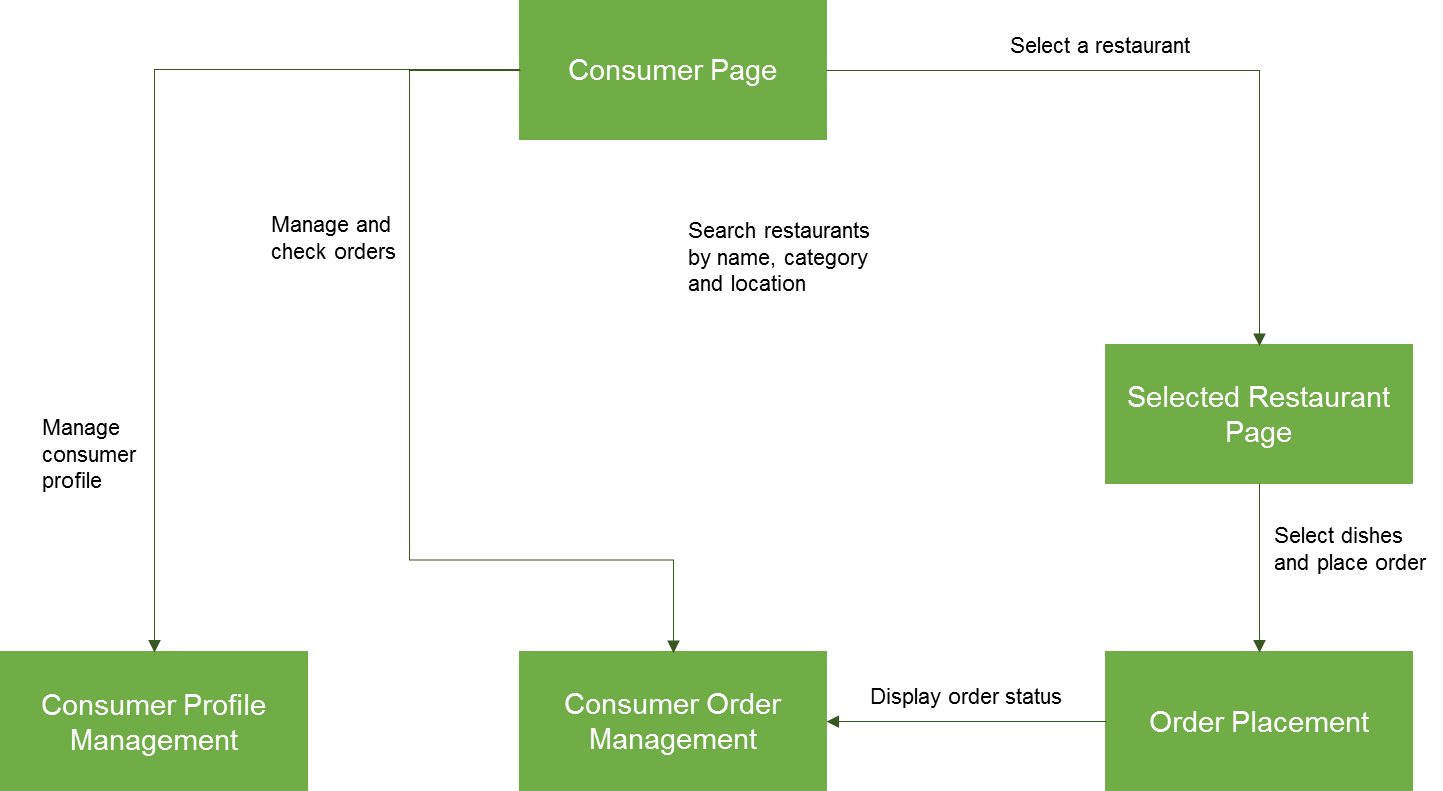 Consumer Page
Select a restaurant
Manage and
check orders
Search restaurants
by name, category
and location
Manage
consumer
profile
Selected Restaurant
Page
Select dishes
and place order
Consumer Profile
Management
Consumer Order
Management
Display order status
Order Placement